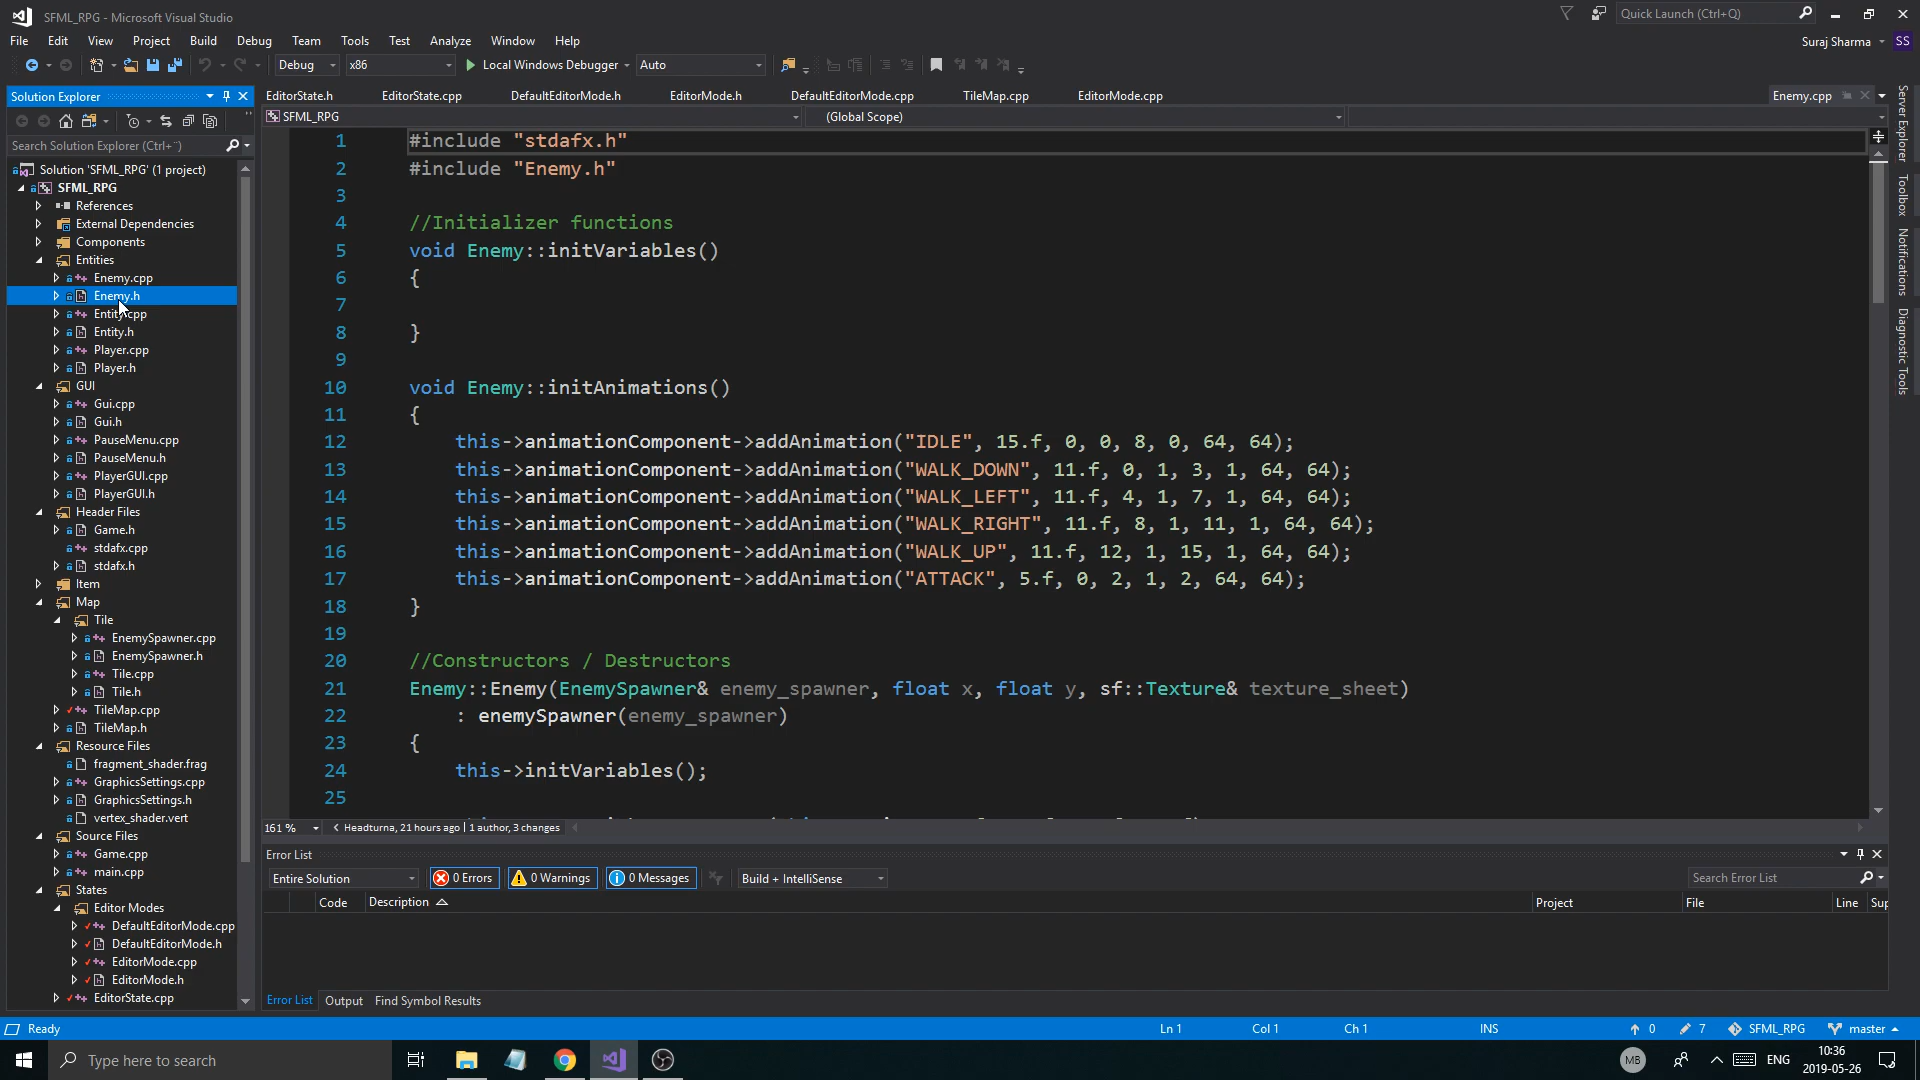 SFML_RPG - Microsoft Visual Studio
Quick Launch (Ctrl+Q)
File Edit View Project Build Debug Team Tools Test Analyze Window Help
Suraj Sharma SS
Debug x86 Local Windows Debugger Auto
Solution Explorer
EditorState.h EditorState.cpp DefaultEditorMode.h EditorMode.h DefaultEditorMode.cpp TileMap.cpp EditorMode.cpp Enemy.cpp
SFML_RPG (Global Scope)
Search Solution Explorer (Ctrl+¨)
Solution 'SFML_RPG' (1 project)
SFML_RPG
References
External Dependencies
Components
Entities
Enemy.cpp
Enemy.h
Entity.cpp
Entity.h
Player.cpp
Player.h
GUI
Gui.cpp
Gui.h
PauseMenu.cpp
PauseMenu.h
PlayerGUI.cpp
PlayerGUI.h
Header Files
Game.h
stdafx.cpp
stdafx.h
Item
Map
Tile
EnemySpawner.cpp
EnemySpawner.h
Tile.cpp
Tile.h
TileMap.cpp
TileMap.h
Resource Files
fragment_shader.frag
GraphicsSettings.cpp
GraphicsSettings.h
vertex_shader.vert
Source Files
Game.cpp
main.cpp
States
Editor Modes
DefaultEditorMode.cpp
DefaultEditorMode.h
EditorMode.cpp
EditorMode.h
EditorState.cpp
1 #include "stdafx.h"
2 #include "Enemy.h"
3
4 //Initializer functions
5 void Enemy::initVariables()
6 {
7
8 }
9
10 void Enemy::initAnimations()
11 {
12 this->animationComponent->addAnimation("IDLE", 15.f, 0, 0, 8, 0, 64, 64);
13 this->animationComponent->addAnimation("WALK_DOWN", 11.f, 0, 1, 3, 1, 64, 64);
14 this->animationComponent->addAnimation("WALK_LEFT", 11.f, 4, 1, 7, 1, 64, 64);
15 this->animationComponent->addAnimation("WALK_RIGHT", 11.f, 8, 1, 11, 1, 64, 64);
16 this->animationComponent->addAnimation("WALK_UP", 11.f, 12, 1, 15, 1, 64, 64);
17 this->animationComponent->addAnimation("ATTACK", 5.f, 0, 2, 1, 2, 64, 64);
18 }
19
20 //Constructors / Destructors
21 Enemy::Enemy(EnemySpawner& enemy_spawner, float x, float y, sf::Texture& texture_sheet)
22 : enemySpawner(enemy_spawner)
23 {
24 this->initVariables();
25
161 % Headturna, 21 hours ago | 1 author, 3 changes
Server Explorer
Toolbox
Notifications
Diagnostic Tools
Error List
Entire Solution 0 Errors 0 Warnings 0 Messages Build + IntelliSense Search Error List
Code Description Project File Line Sup
Error List Output Find Symbol Results
Ready Ln 1 Col 1 Ch 1 INS 0 7 SFML_RPG master
Type here to search
MB ENG 10:36
2019-05-26